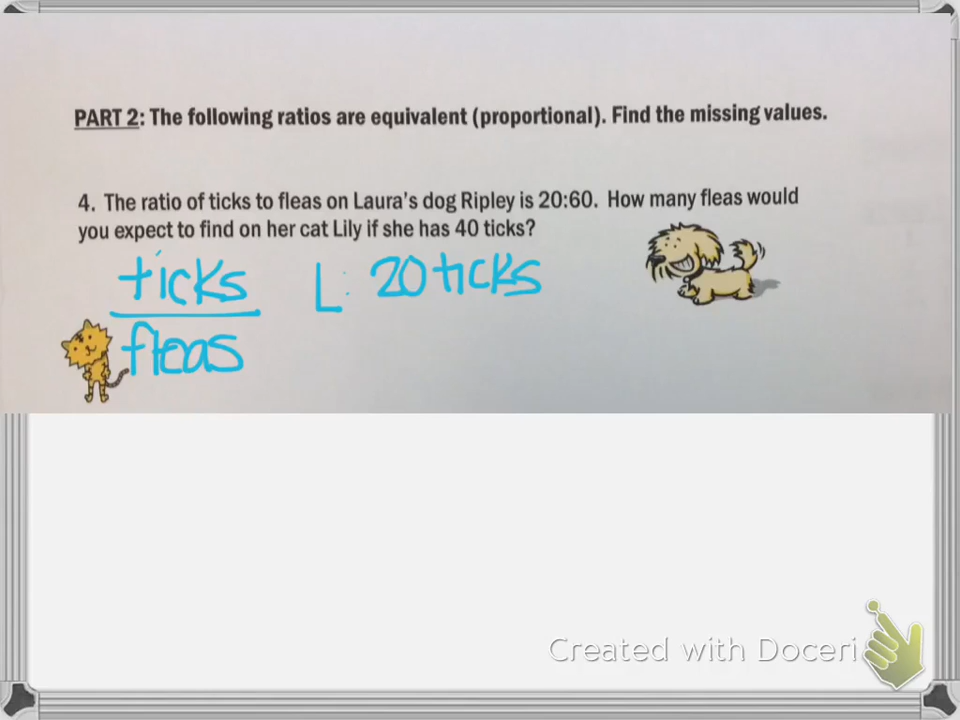 PART 2: The following ratios are equivalent (proportional). Find the missing values.
4. The ratio of ticks to fleas on Laura's dog Ripley is 20:60. How many fleas would
you expect to find on her cat Lily if she has 40 ticks?
ticks L: 20 ticks
fleas
Created with Doceri